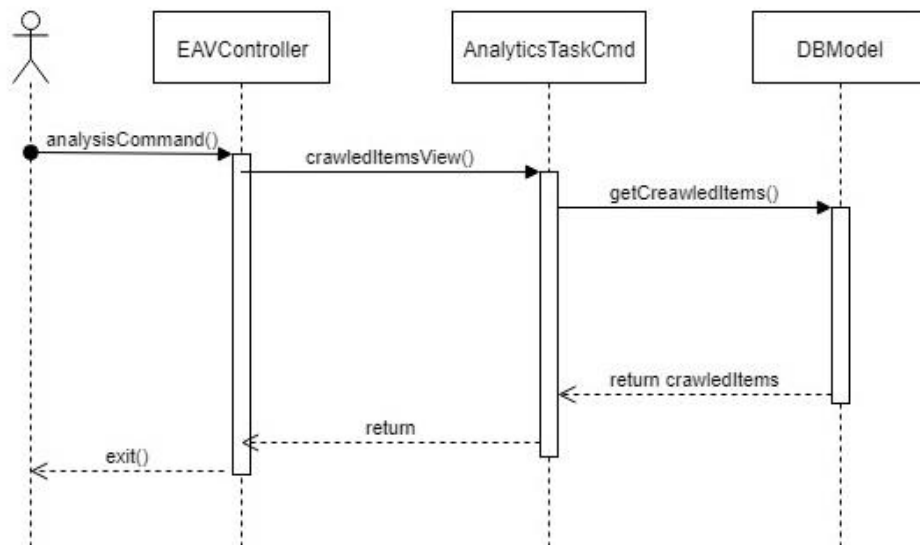 EAVController
AnalyticsTaskCmd
DBModel
analysisCommand()
crawledItemsView()
getCreawledItems()
return crawledItems
return
exit()